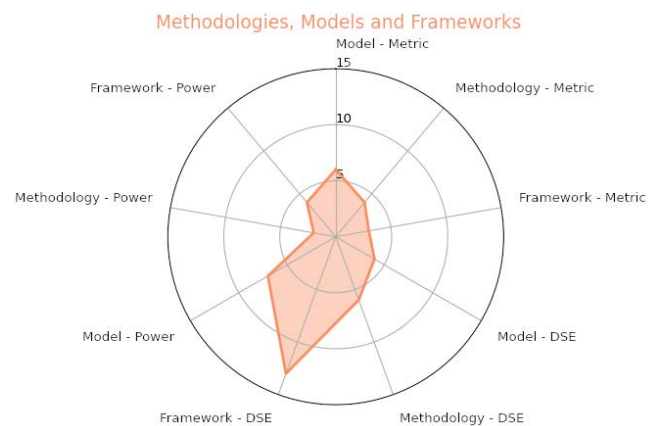 Methodologies, Models and Frameworks
Model - Metric
15
Framework - Power
Methodology - Metric
10
5
Methodology - Power
Framework - Metric
Model - Power
Model - DSE
Framework - DSE
Methodology - DSE